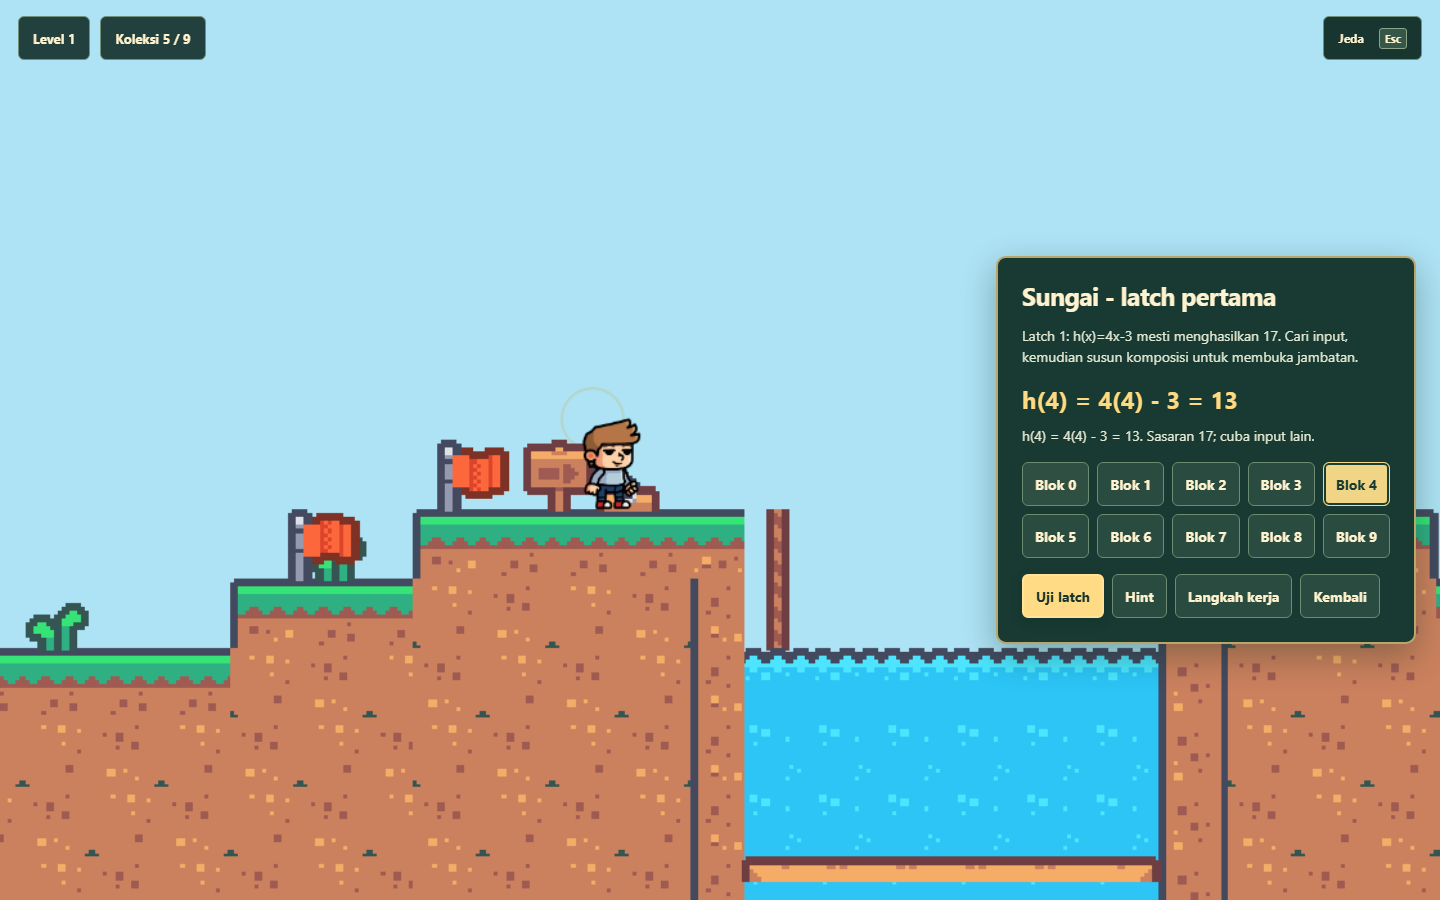 Level 1
Koleksi 5 / 9
Jeda Esc
Sungai - latch pertama
Latch 1: h(x)=4x-3 mesti menghasilkan 17. Cari input,
kemudian susun komposisi untuk membuka jambatan.
h(4) = 4(4) - 3 = 13
h(4) = 4(4) - 3 = 13. Sasaran 17; cuba input lain.
Blok 0 Blok 1 Blok 2 Blok 3 Blok 4
Blok 5 Blok 6 Blok 7 Blok 8 Blok 9
Uji latch Hint Langkah kerja Kembali